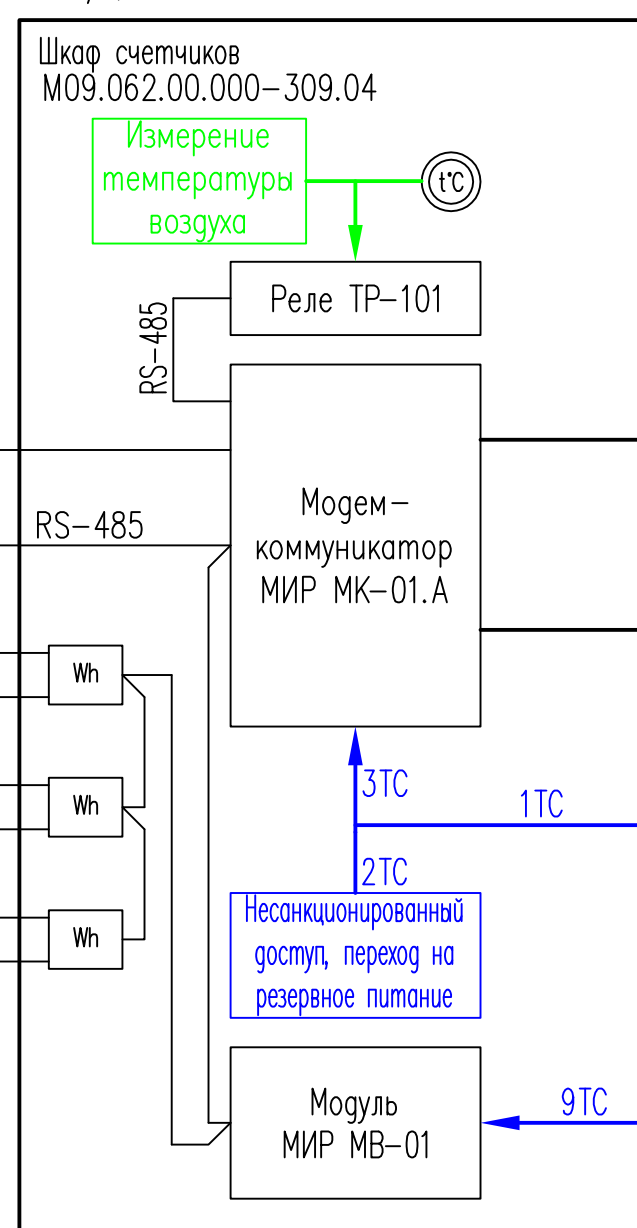 Шкаф счетчиков
М09.062.00.000-309.04
Измерение
температуры
воздуха
t°C
Реле ТР-101
RS-485
RS-485
Модем-
коммуникатор
МИР МК-01.А
Wh
Wh
Wh
3ТС
1ТС
2ТС
Несанкционированный
доступ, переход на
резервное питание
Модуль
МИР МВ-01
9ТС